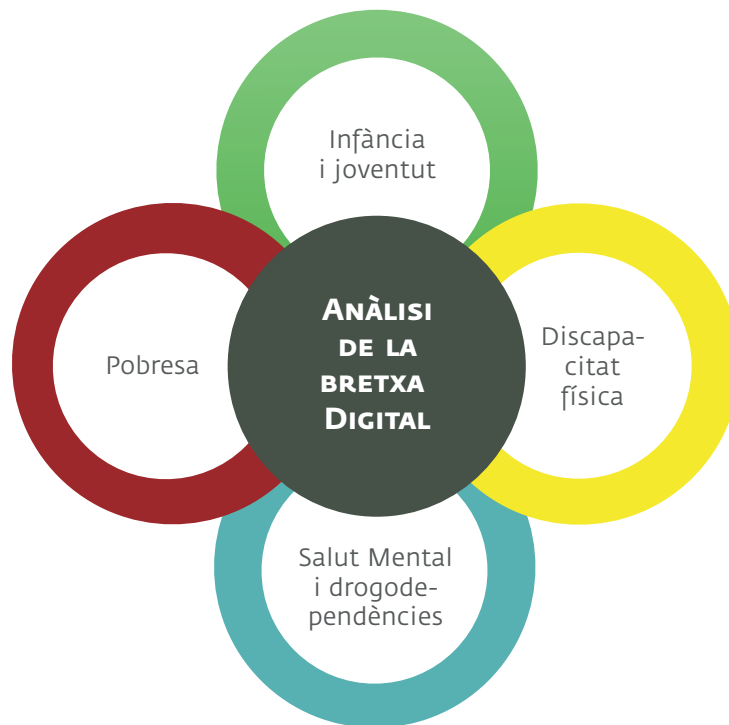 Infància
i joventut
Pobresa
Anàlisi
de la
bretxa
Digital
Discapa-
citat
física
Salut Mental
i drogode-
pendències